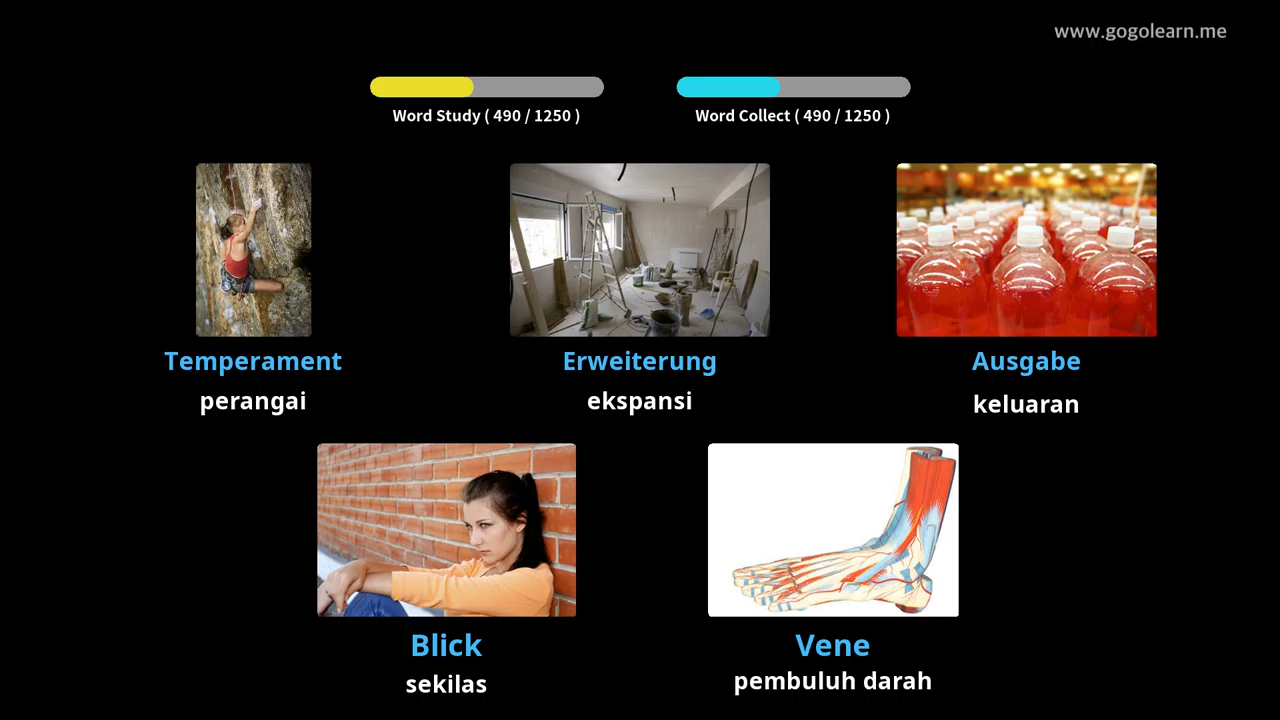 www.gogolearn.me
Word Study ( 490 / 1250 )
Word Collect ( 490 / 1250 )
Temperament
perangai
Erweiterung
ekspansi
Ausgabe
keluaran
Blick
sekilas
Vene
pembuluh darah